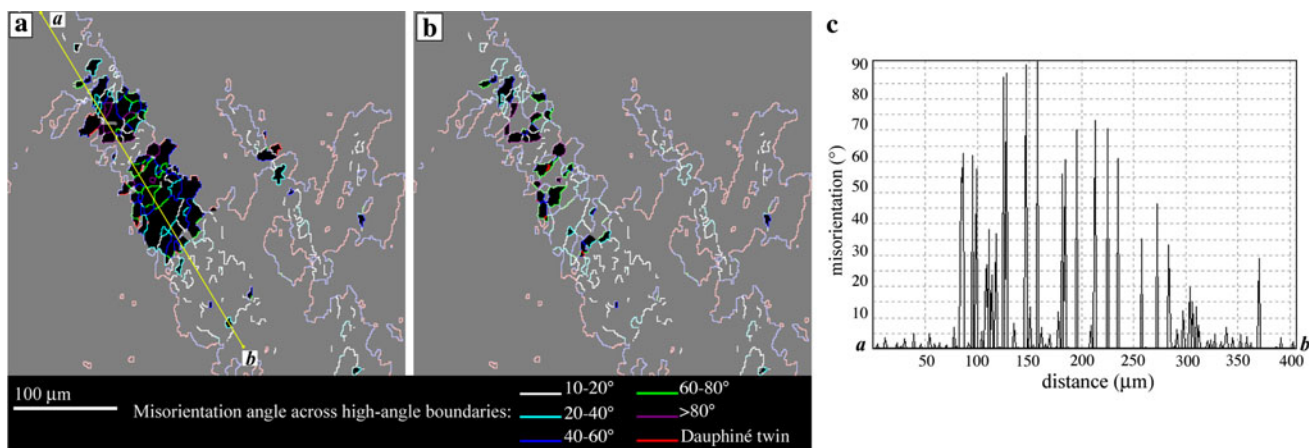 a
a
b
b
100 µm
Misorientation angle across high-angle boundaries:
10-20°
20-40°
40-60°
60-80°
>80°
Dauphiné twin
c
misorientation (°)
90
80
70
60
50
40
30
20
10
a
50 100 150 200 250 300 350 400
b
distance (µm)